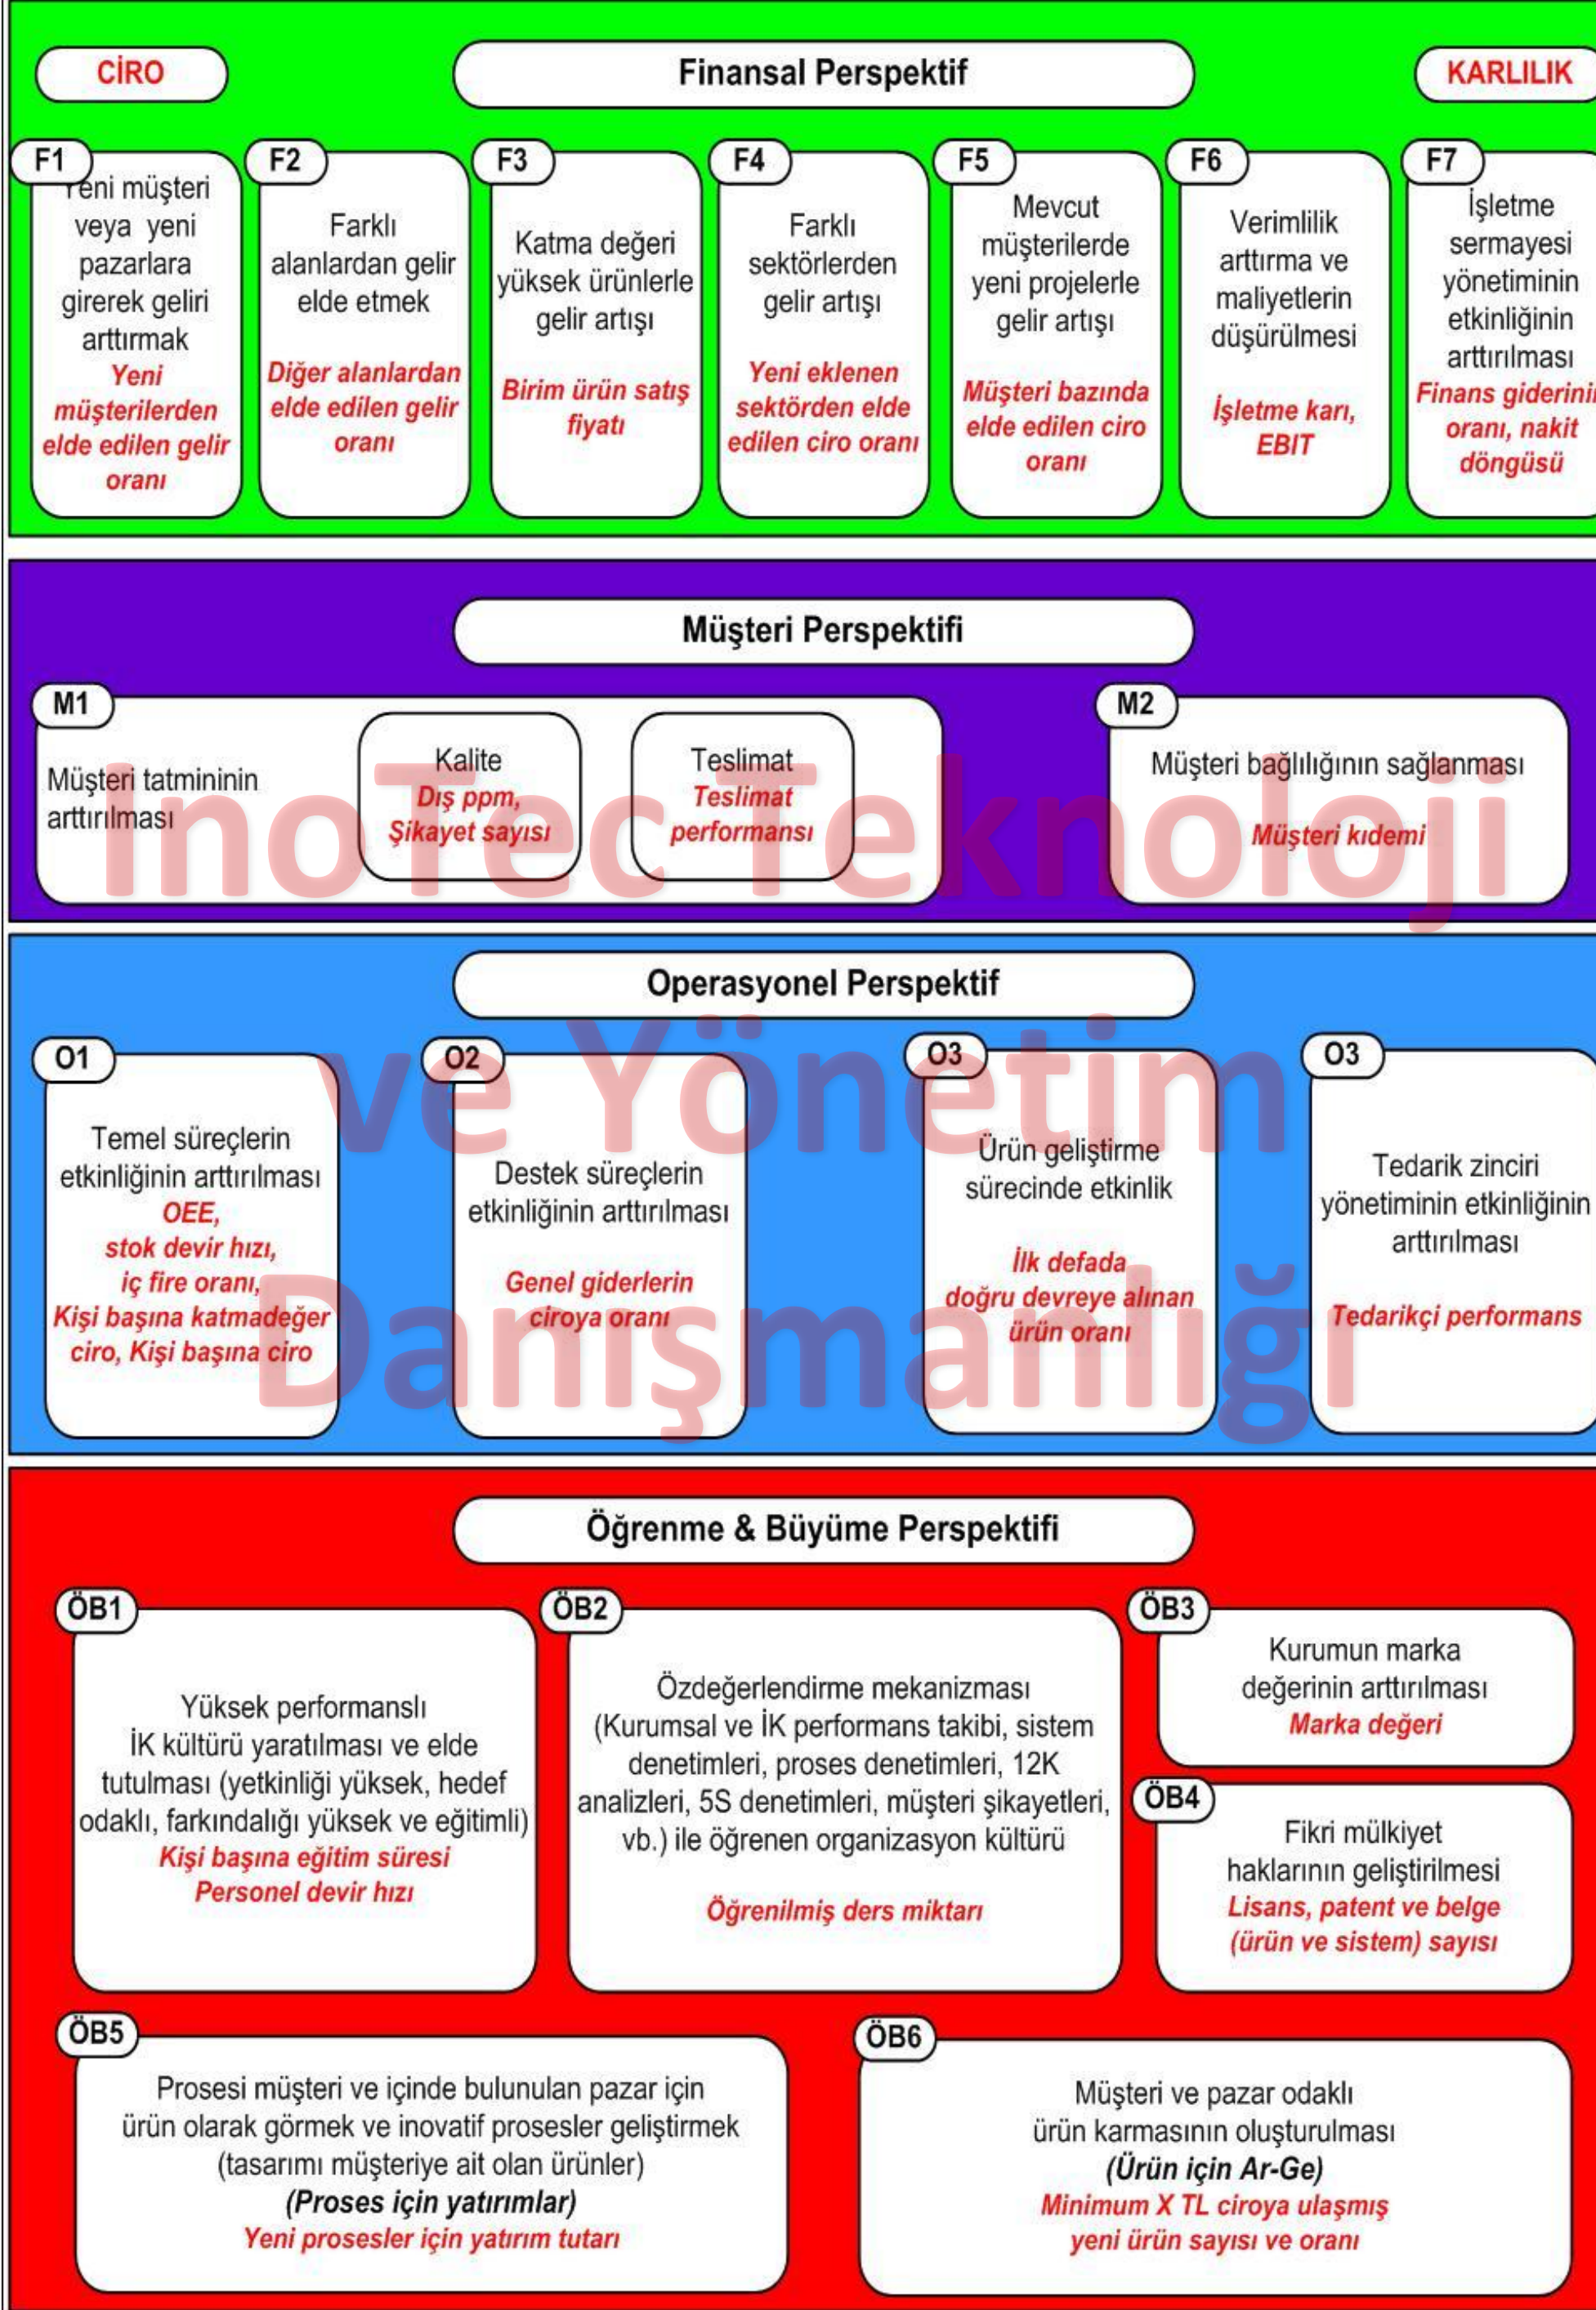 CİRO
Finansal Perspektif
KARLILIK
F1
Yeni müşteri
veya yeni
pazarlara
girerek geliri
arttırmak
Yeni
müşterilerden
elde edilen gelir
oranı
F2
Farklı
alanlardan gelir
elde etmek
Diğer alanlardan
elde edilen gelir
oranı
F3
Katma değeri
yüksek ürünlerle
gelir artışı
Birim ürün satış
fiyatı
F4
Farklı
sektörlerden
gelir artışı
Yeni eklenen
sektörden elde
edilen ciro oranı
F5
Mevcut
müşterilerde
yeni projelerle
gelir artışı
Müşteri bazında
elde edilen ciro
oranı
F6
Verimlilik
arttırma ve
maliyetlerin
düşürülmesi
İşletme karı,
EBIT
F7
İşletme
sermayesi
yönetiminin
etkinliğinin
arttırılması
Finans
oranı, nakit
döngüsü
Müşteri Perspektifi
M1
Müşteri tatmininin
arttırılması
Kalite
Dış ppm,
Şikayet sayısı
Teslimat
Teslimat
performansı
M2
Müşteri bağlılığının sağlanması
Müşteri kıdemi
Operasyonel Perspektif
O1
Temel süreçlerin
etkinliğinin arttırılması
OEE,
stok devir hızı,
iç fire oranı,
Kişi başına katmadeğer
ciro, Kişi başına ciro
O2
Destek süreçlerin
etkinliğinin arttırılması
Genel giderlerin
ciroya oranı
O3
Ürün geliştirme
sürecinde etkinlik
İlk defada
doğru devreye alınan
ürün oranı
O3
Tedarik zinciri
yönetiminin etkinliğinin
arttırılması
Tedarikçi performans
Öğrenme & Büyüme Perspektifi
ÖB1
Yüksek performanslı
İK kültürü yaratılması ve elde
tutulması (yetkinliği yüksek, hedef
odaklı, farkındalığı yüksek ve eğitimli)
Kişi başına eğitim süresi
Personel devir hızı
ÖB2
Özdeğerlendirme mekanizması
(Kurumsal ve İK performans takibi, sistem
denetimleri, proses denetimleri, 12K
analizleri, 5S denetimleri, müşteri şikayetleri,
vb.) ile öğrenen organizasyon kültürü
Öğrenilmiş ders miktarı
ÖB3
Kurumun marka
değerinin arttırılması
Marka değeri
ÖB4
Fikri mülkiyet
haklarının geliştirilmesi
Lisans, patent ve belge
(ürün ve sistem) sayısı
ÖB5
Prosesi müşteri ve içinde bulunulan pazar için
ürün olarak görmek ve inovatif prosesler geliştirmek
(tasarımı müşteriye ait olan ürünler)
(Proses için yatırımlar)
Yeni prosesler için yatırım tutarı
ÖB6
Müşteri ve pazar odaklı
ürün karmasının oluşturulması
(Ürün için Ar-Ge)
Minimum X TL ciroya ulaşmış
yeni ürün sayısı ve oranı
InoTec Teknoloji
ve Yönetim
Danışmanlığı